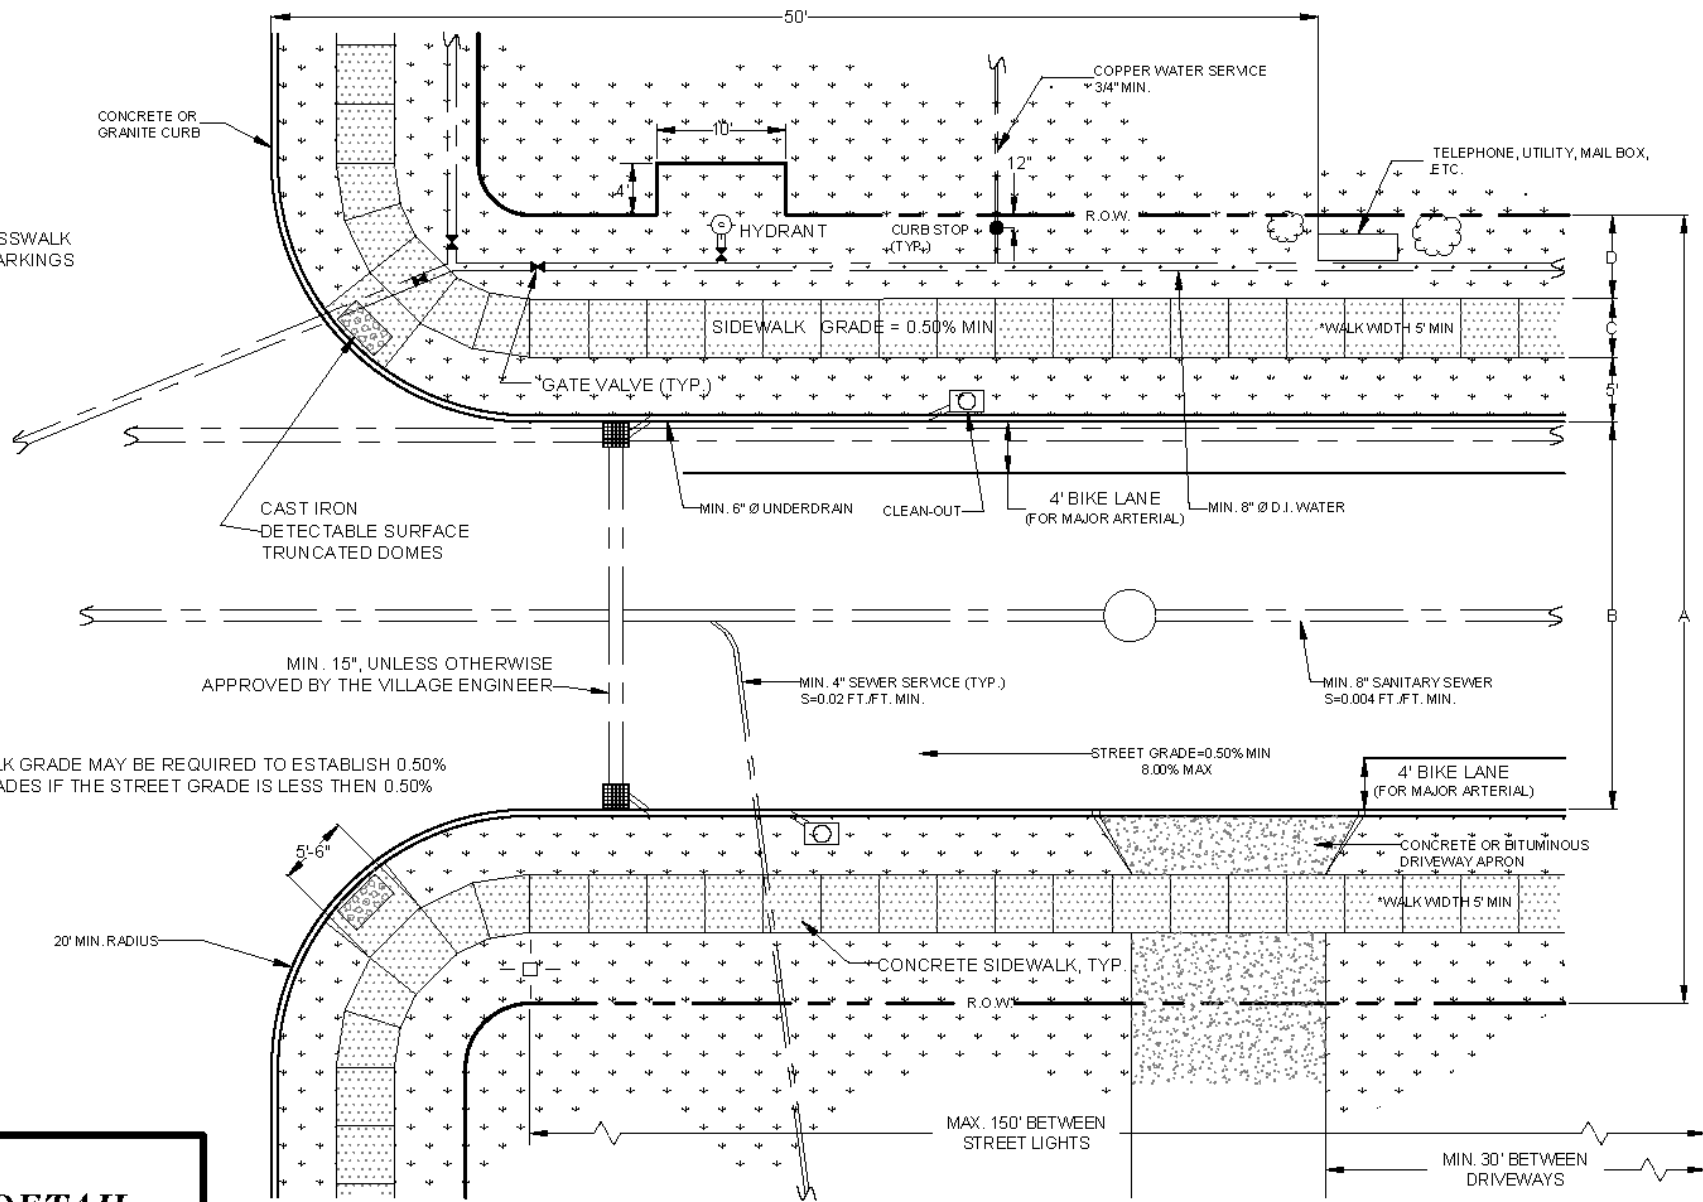 50'
COPPER WATER SERVICE
3/4" MIN.
CONCRETE OR
GRANITE CURB
10'
12"
TELEPHONE, UTILITY, MAIL BOX,
ETC.
4'
R.O.W.
HYDRANT
CURB STOP
(TYP.)
SSWALK
ARKINGS
D
SIDEWALK GRADE = 0.50% MIN
*WALK WIDTH 5' MIN
C
GATE VALVE (TYP.)
5'
CAST IRON
DETECTABLE SURFACE
TRUNCATED DOMES
MIN. 6" Ø UNDERDRAIN
CLEAN-OUT
4' BIKE LANE
(FOR MAJOR ARTERIAL)
MIN. 8" Ø D.I. WATER
B
A
MIN. 15", UNLESS OTHERWISE
APPROVED BY THE VILLAGE ENGINEER
MIN. 4" SEWER SERVICE (TYP.)
S=0.02 FT./FT. MIN.
MIN. 8" SANITARY SEWER
S=0.004 FT./FT. MIN.
STREET GRADE=0.50% MIN
8.00% MAX
LK GRADE MAY BE REQUIRED TO ESTABLISH 0.50%
ADES IF THE STREET GRADE IS LESS THEN 0.50%
4' BIKE LANE
(FOR MAJOR ARTERIAL)
5'-6"
CONCRETE OR BITUMINOUS
DRIVEWAY APRON
*WALK WIDTH 5' MIN
20' MIN. RADIUS
CONCRETE SIDEWALK, TYP.
R.O.W.
MAX. 150' BETWEEN
STREET LIGHTS
MIN. 30' BETWEEN
DRIVEWAYS
DETAIL